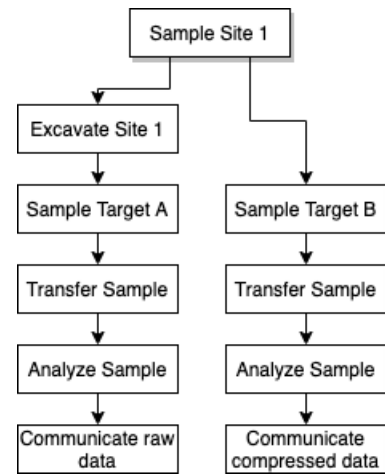 Sample Site 1
Excavate Site 1
Sample Target A
Sample Target B
Transfer Sample
Transfer Sample
Analyze Sample
Analyze Sample
Communicate raw
data
Communicate
compressed data